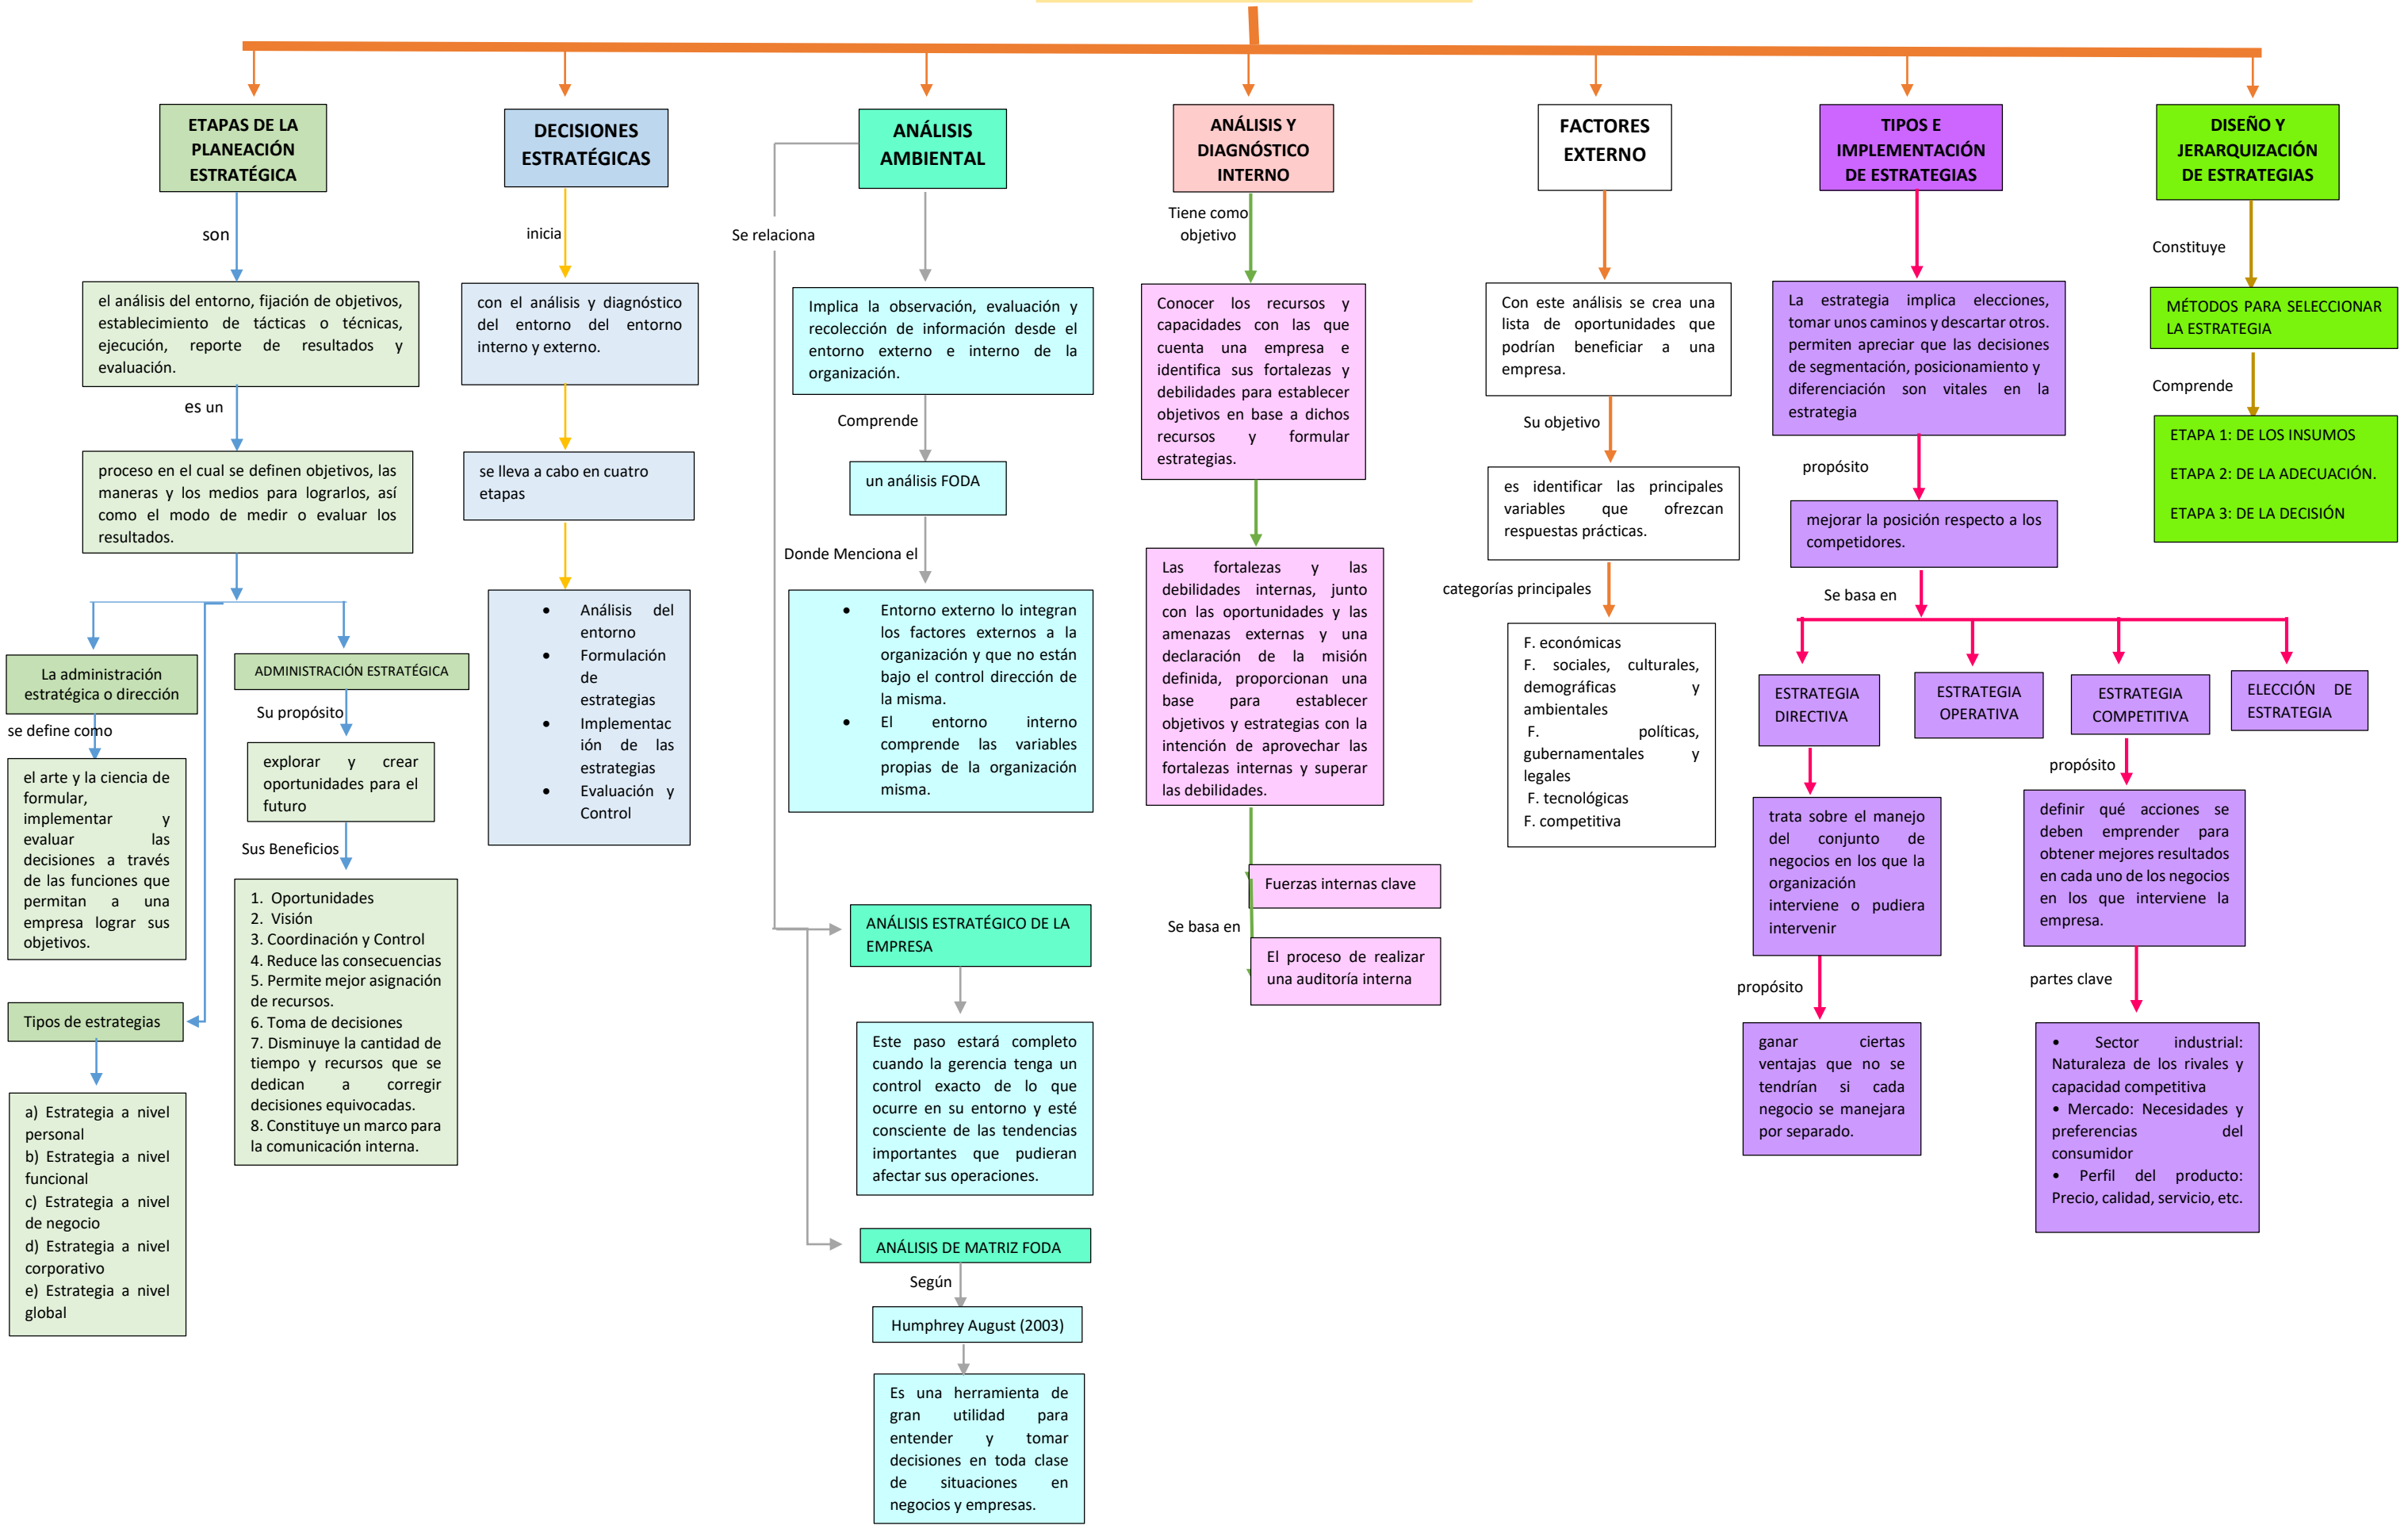 ETAPAS DE LA
PLANEACIÓN
ESTRATÉGICA
son
el análisis del entorno, fijación de objetivos,
establecimiento de tácticas o técnicas,
ejecución, reporte de resultados y
evaluación.
es un
proceso en el cual se definen objetivos, las
maneras y los medios para lograrlos, así
como el modo de medir o evaluar los
resultados.
La administración
estratégica o dirección
se define como
el arte y la ciencia de
formular,
implementar y
evaluar las
decisiones a través
de las funciones que
permitan a una
empresa lograr sus
objetivos.
Tipos de estrategias
a) Estrategia a nivel
personal
b) Estrategia a nivel
funcional
c) Estrategia a nivel
de negocio
d) Estrategia a nivel
corporativo
e) Estrategia a nivel
global
ADMINISTRACIÓN ESTRATÉGICA
Su propósito
explorar y crear
oportunidades para el
futuro
Sus Beneficios
1. Oportunidades
2. Visión
3. Coordinación y Control
4. Reduce las consecuencias
5. Permite mejor asignación
de recursos.
6. Toma de decisiones
7. Disminuye la cantidad de
tiempo y recursos que se
dedican a corregir
decisiones equivocadas.
8. Constituye un marco para
la comunicación interna.
DECISIONES
ESTRATÉGICAS
inicia
con el análisis y diagnóstico
del entorno del entorno
interno y externo.
se lleva a cabo en cuatro
etapas
• Análisis del
entorno
• Formulación
de
estrategias
• Implementac
ión de las
estrategias
• Evaluación y
Control
ANÁLISIS
AMBIENTAL
Se relaciona
Implica la observación, evaluación y
recolección de información desde el
entorno externo e interno de la
organización.
Comprende
un análisis FODA
Donde Menciona el
• Entorno externo lo integran
los factores externos a la
organización y que no están
bajo el control dirección de
la misma.
• El entorno interno
comprende las variables
propias de la organización
misma.
ANÁLISIS ESTRATÉGICO DE LA
EMPRESA
Este paso estará completo
cuando la gerencia tenga un
control exacto de lo que
ocurre en su entorno y esté
consciente de las tendencias
importantes que pudieran
afectar sus operaciones.
ANÁLISIS DE MATRIZ FODA
Según
Humphrey August (2003)
Es una herramienta de
gran utilidad para
entender y tomar
decisiones en toda clase
de situaciones en
negocios y empresas.
ANÁLISIS Y
DIAGNÓSTICO
INTERNO
Tiene como
objetivo
Conocer los recursos y
capacidades con las que
cuenta una empresa e
identifica sus fortalezas y
debilidades para establecer
objetivos en base a dichos
recursos y formular
estrategias.
Las fortalezas y las
debilidades internas, junto
con las oportunidades y las
amenazas externas y una
declaración de la misión
definida, proporcionan una
base para establecer
objetivos y estrategias con la
intención de aprovechar las
fortalezas internas y superar
las debilidades.
Se basa en
Fuerzas internas clave
El proceso de realizar
una auditoría interna
FACTORES
EXTERNO
Con este análisis se crea una
lista de oportunidades que
podrían beneficiar a una
empresa.
Su objetivo
es identificar las principales
variables que ofrezcan
respuestas prácticas.
categorías principales
F. económicas
F. sociales, culturales,
demográficas y
ambientales
F. políticas,
gubernamentales y
legales
F. tecnológicas
F. competitiva
TIPOS E
IMPLEMENTACIÓN
DE ESTRATEGIAS
La estrategia implica elecciones,
tomar unos caminos y descartar otros.
permiten apreciar que las decisiones
de segmentación, posicionamiento y
diferenciación son vitales en la
estrategia
propósito
mejorar la posición respecto a los
competidores.
Se basa en
ESTRATEGIA
DIRECTIVA
trata sobre el manejo
del conjunto de
negocios en los que la
organización
interviene o pudiera
intervenir
propósito
ganar ciertas
ventajas que no se
tendrían si cada
negocio se manejara
por separado.
ESTRATEGIA
OPERATIVA
ESTRATEGIA
COMPETITIVA
propósito
definir qué acciones se
deben emprender para
obtener mejores resultados
en cada uno de los negocios
en los que interviene la
empresa.
partes clave
• Sector industrial:
Naturaleza de los rivales y
capacidad competitiva
• Mercado: Necesidades y
preferencias del
consumidor
• Perfil del producto:
Precio, calidad, servicio, etc.
ELECCIÓN DE
ESTRATEGIA
DISEÑO Y
JERARQUIZACIÓN
DE ESTRATEGIAS
Constituye
MÉTODOS PARA SELECCIONAR
LA ESTRATEGIA
Comprende
ETAPA 1: DE LOS INSUMOS
ETAPA 2: DE LA ADECUACIÓN.
ETAPA 3: DE LA DECISIÓN